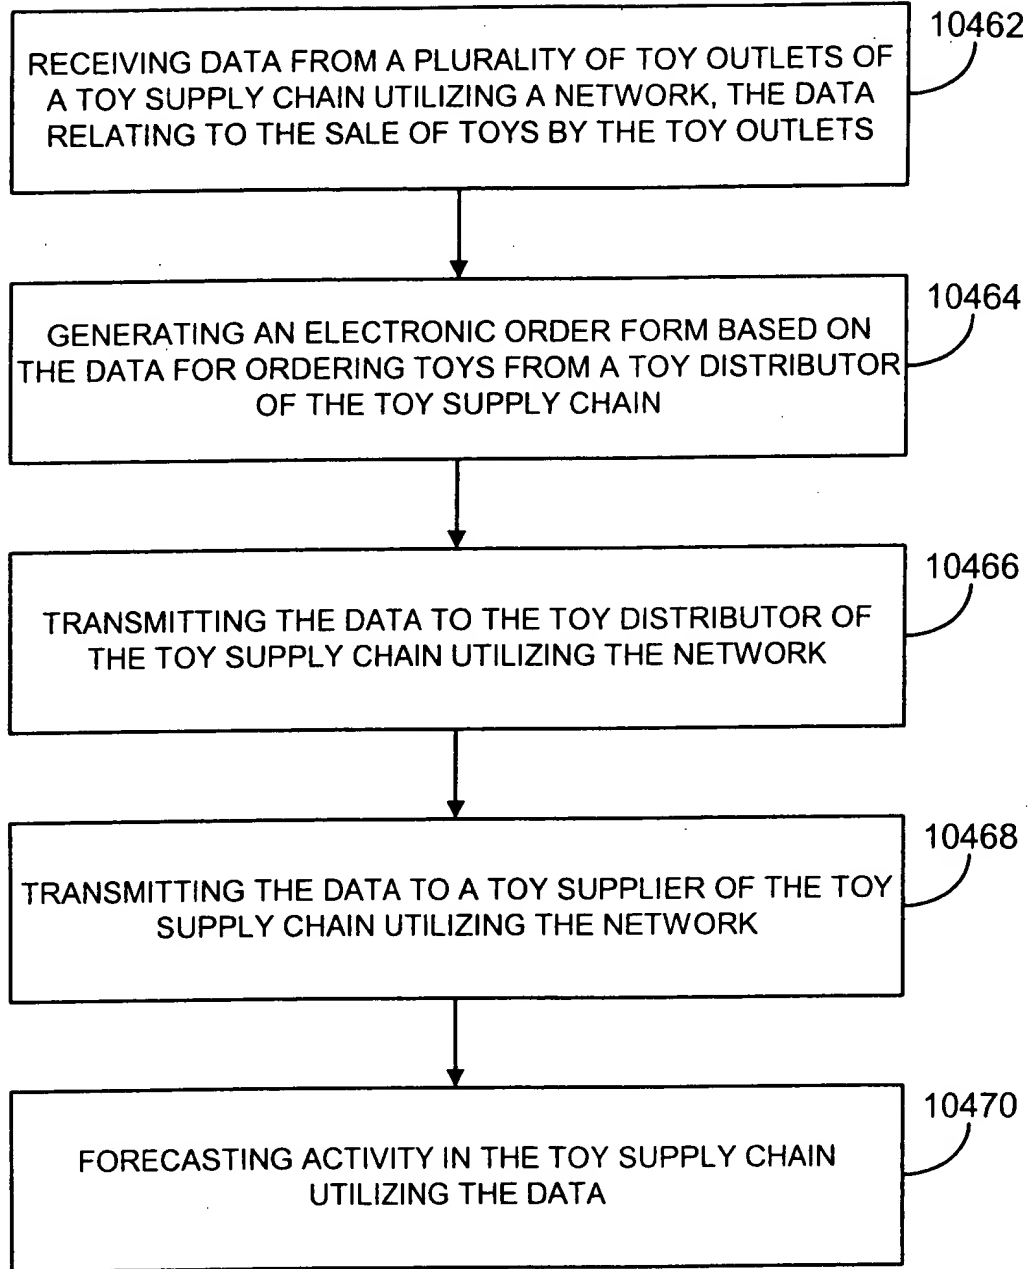 10462
RECEIVING DATA FROM A PLURALITY OF TOY OUTLETS OF
A TOY SUPPLY CHAIN UTILIZING A NETWORK, THE DATA
RELATING TO THE SALE OF TOYS BY THE TOY OUTLETS
10464
GENERATING AN ELECTRONIC ORDER FORM BASED ON
THE DATA FOR ORDERING TOYS FROM A TOY DISTRIBUTOR
OF THE TOY SUPPLY CHAIN
10466
TRANSMITTING THE DATA TO THE TOY DISTRIBUTOR OF
THE TOY SUPPLY CHAIN UTILIZING THE NETWORK
10468
TRANSMITTING THE DATA TO A TOY SUPPLIER OF THE TOY
SUPPLY CHAIN UTILIZING THE NETWORK
10470
FORECASTING ACTIVITY IN THE TOY SUPPLY CHAIN
UTILIZING THE DATA